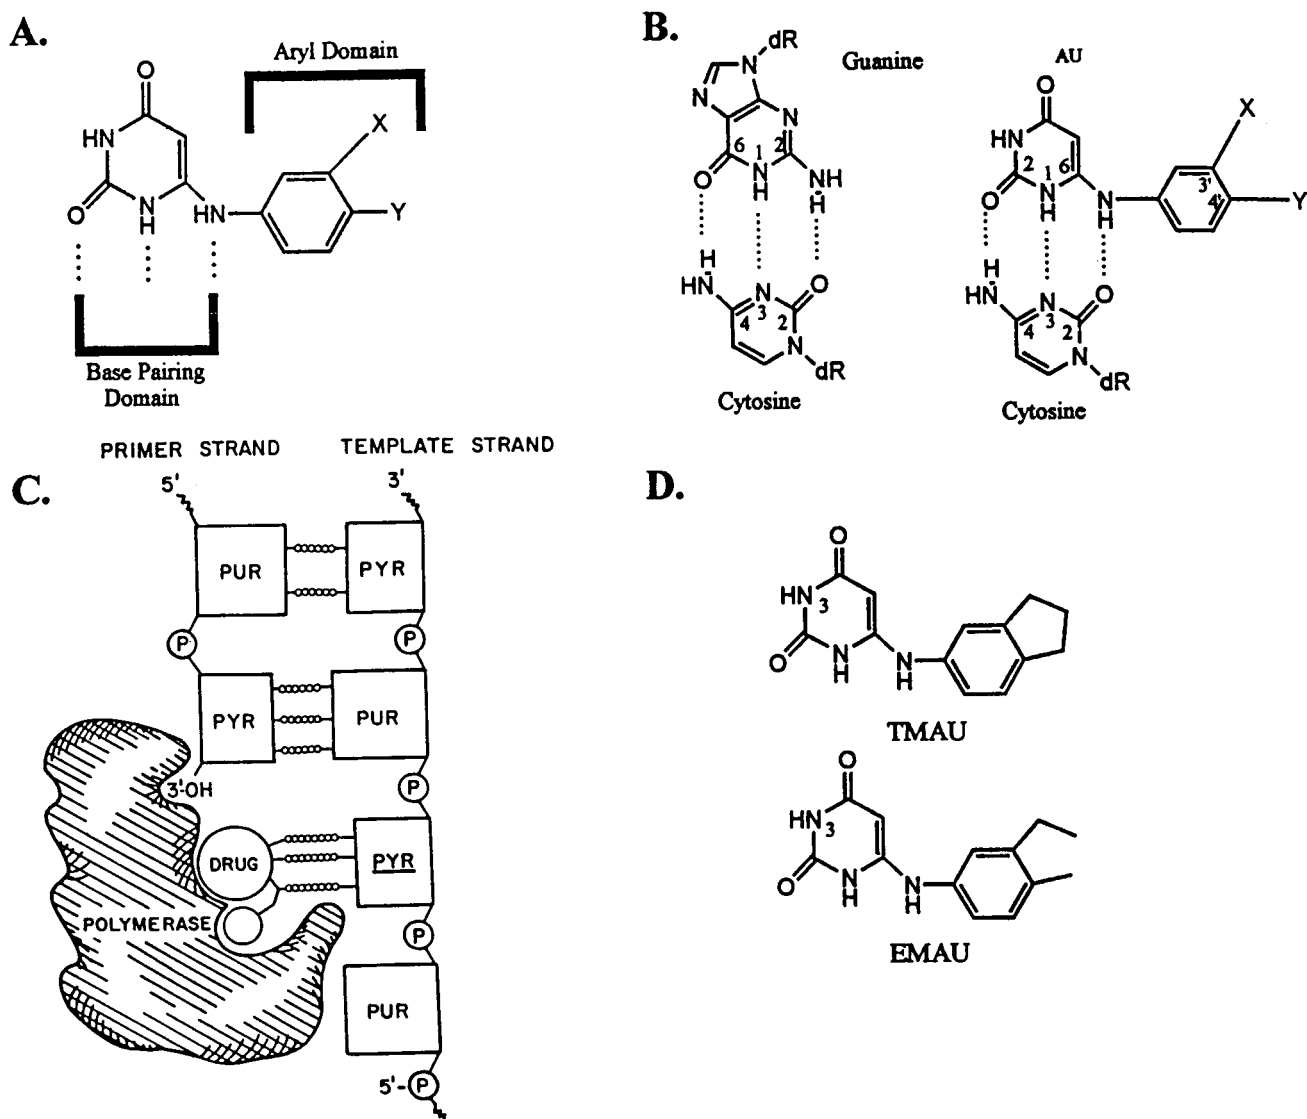 A.
Aryl Domain
O
HN
X
O
N
H
HN
Y
Base Pairing
Domain
B.
dR
Guanine
AU
N
N
N
6
1
2
O
N
H
NH
H
H
HN
N
O
3
4
2
N
dR
Cytosine
O
HN
X
2
1
6
O
N
H
N
H
3'
4'
Y
H
HN
N
O
3
4
2
N
dR
Cytosine
C.
PRIMER STRAND
TEMPLATE STRAND
5'
3'
PUR
PYR
P
P
PYR
PUR
3'-OH
P
DRUG
PYR
POLYMERASE
P
PUR
5'-P
D.
O
HN
3
O
N
H
N
H
TMAU
O
HN
3
O
N
H
N
H
EMAU